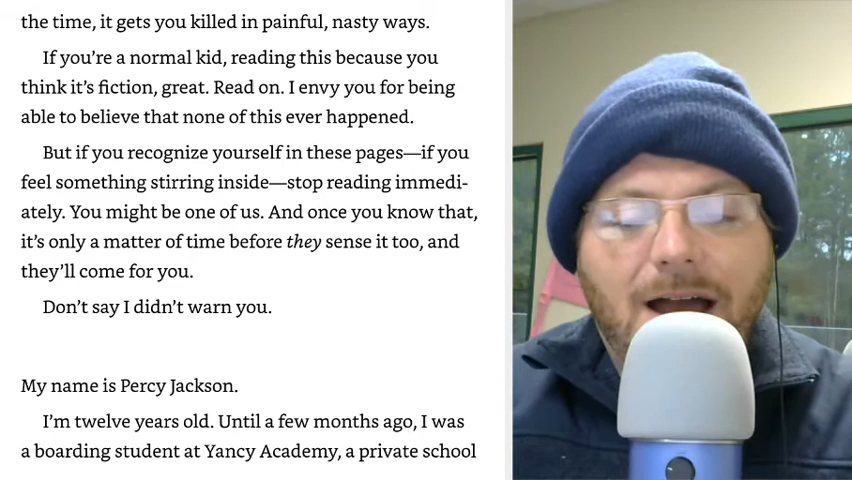 the time, it gets you killed in painful, nasty ways.
If you’re a normal kid, reading this because you
think it’s fiction, great. Read on. I envy you for being
able to believe that none of this ever happened.
But if you recognize yourself in these pages—if you
feel something stirring inside—stop reading immedi-
ately. You might be one of us. And once you know that,
it’s only a matter of time before they sense it too, and
they’ll come for you.
Don’t say I didn’t warn you.
My name is Percy Jackson.
I’m twelve years old. Until a few months ago, I was
a boarding student at Yancy Academy, a private school